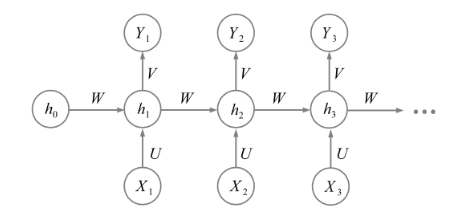 Y1 Y2 Y3
V V V
h0 W h1 W h2 W h3 W ...
U U U
X1 X2 X3